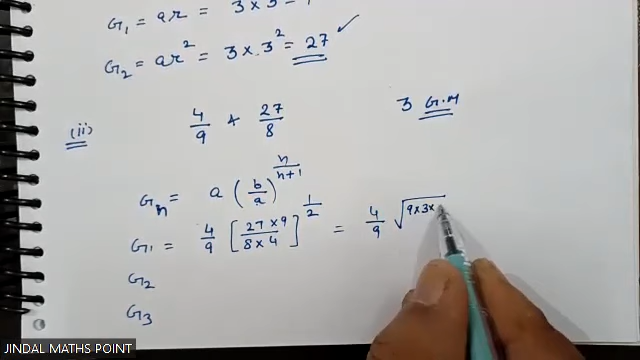 G₁ = ar = 3 × 3 =
G₂ = ar² = 3 × 3² = 27 ✓
(ii) 4/9 & 27/8 3 G.M
Gₙ = a (b/a)^(n/(n+1))
G₁ = 4/9 [27×9/8×4]^(1/2) = 4/9 √9×3×
G₂
G₃
JINDAL MATHS POINT